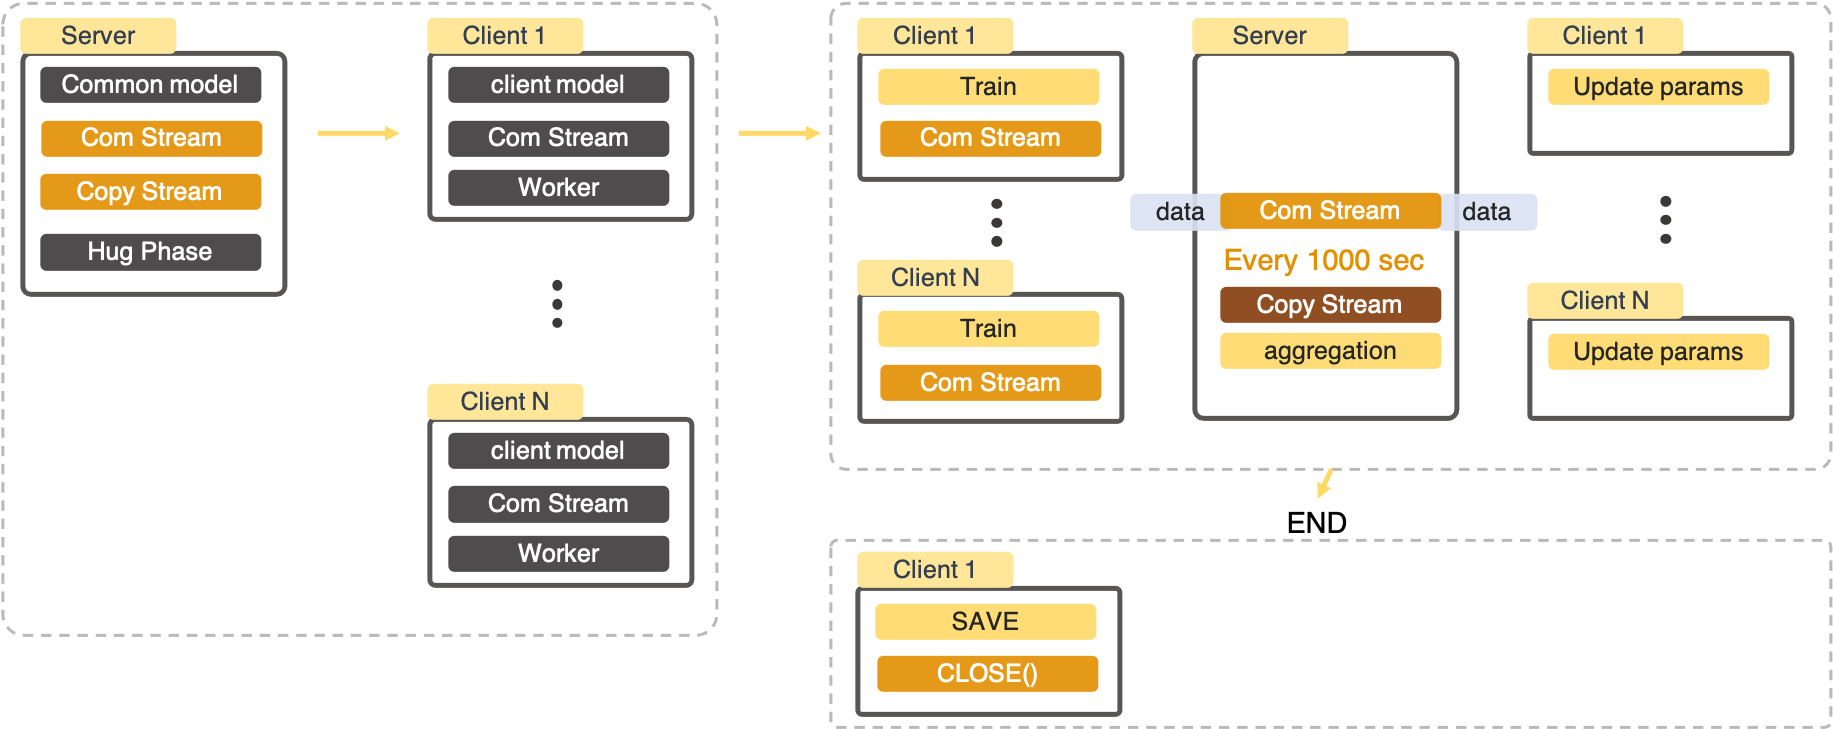 Server
Common model
Com Stream
Copy Stream
Hug Phase
Client 1
client model
Com Stream
Worker
Client N
client model
Com Stream
Worker
Client 1
Train
Com Stream
Client N
Train
Com Stream
Server
data
Com Stream
data
Every 1000 sec
Copy Stream
aggregation
Client 1
Update params
Client N
Update params
END
Client 1
SAVE
CLOSE()